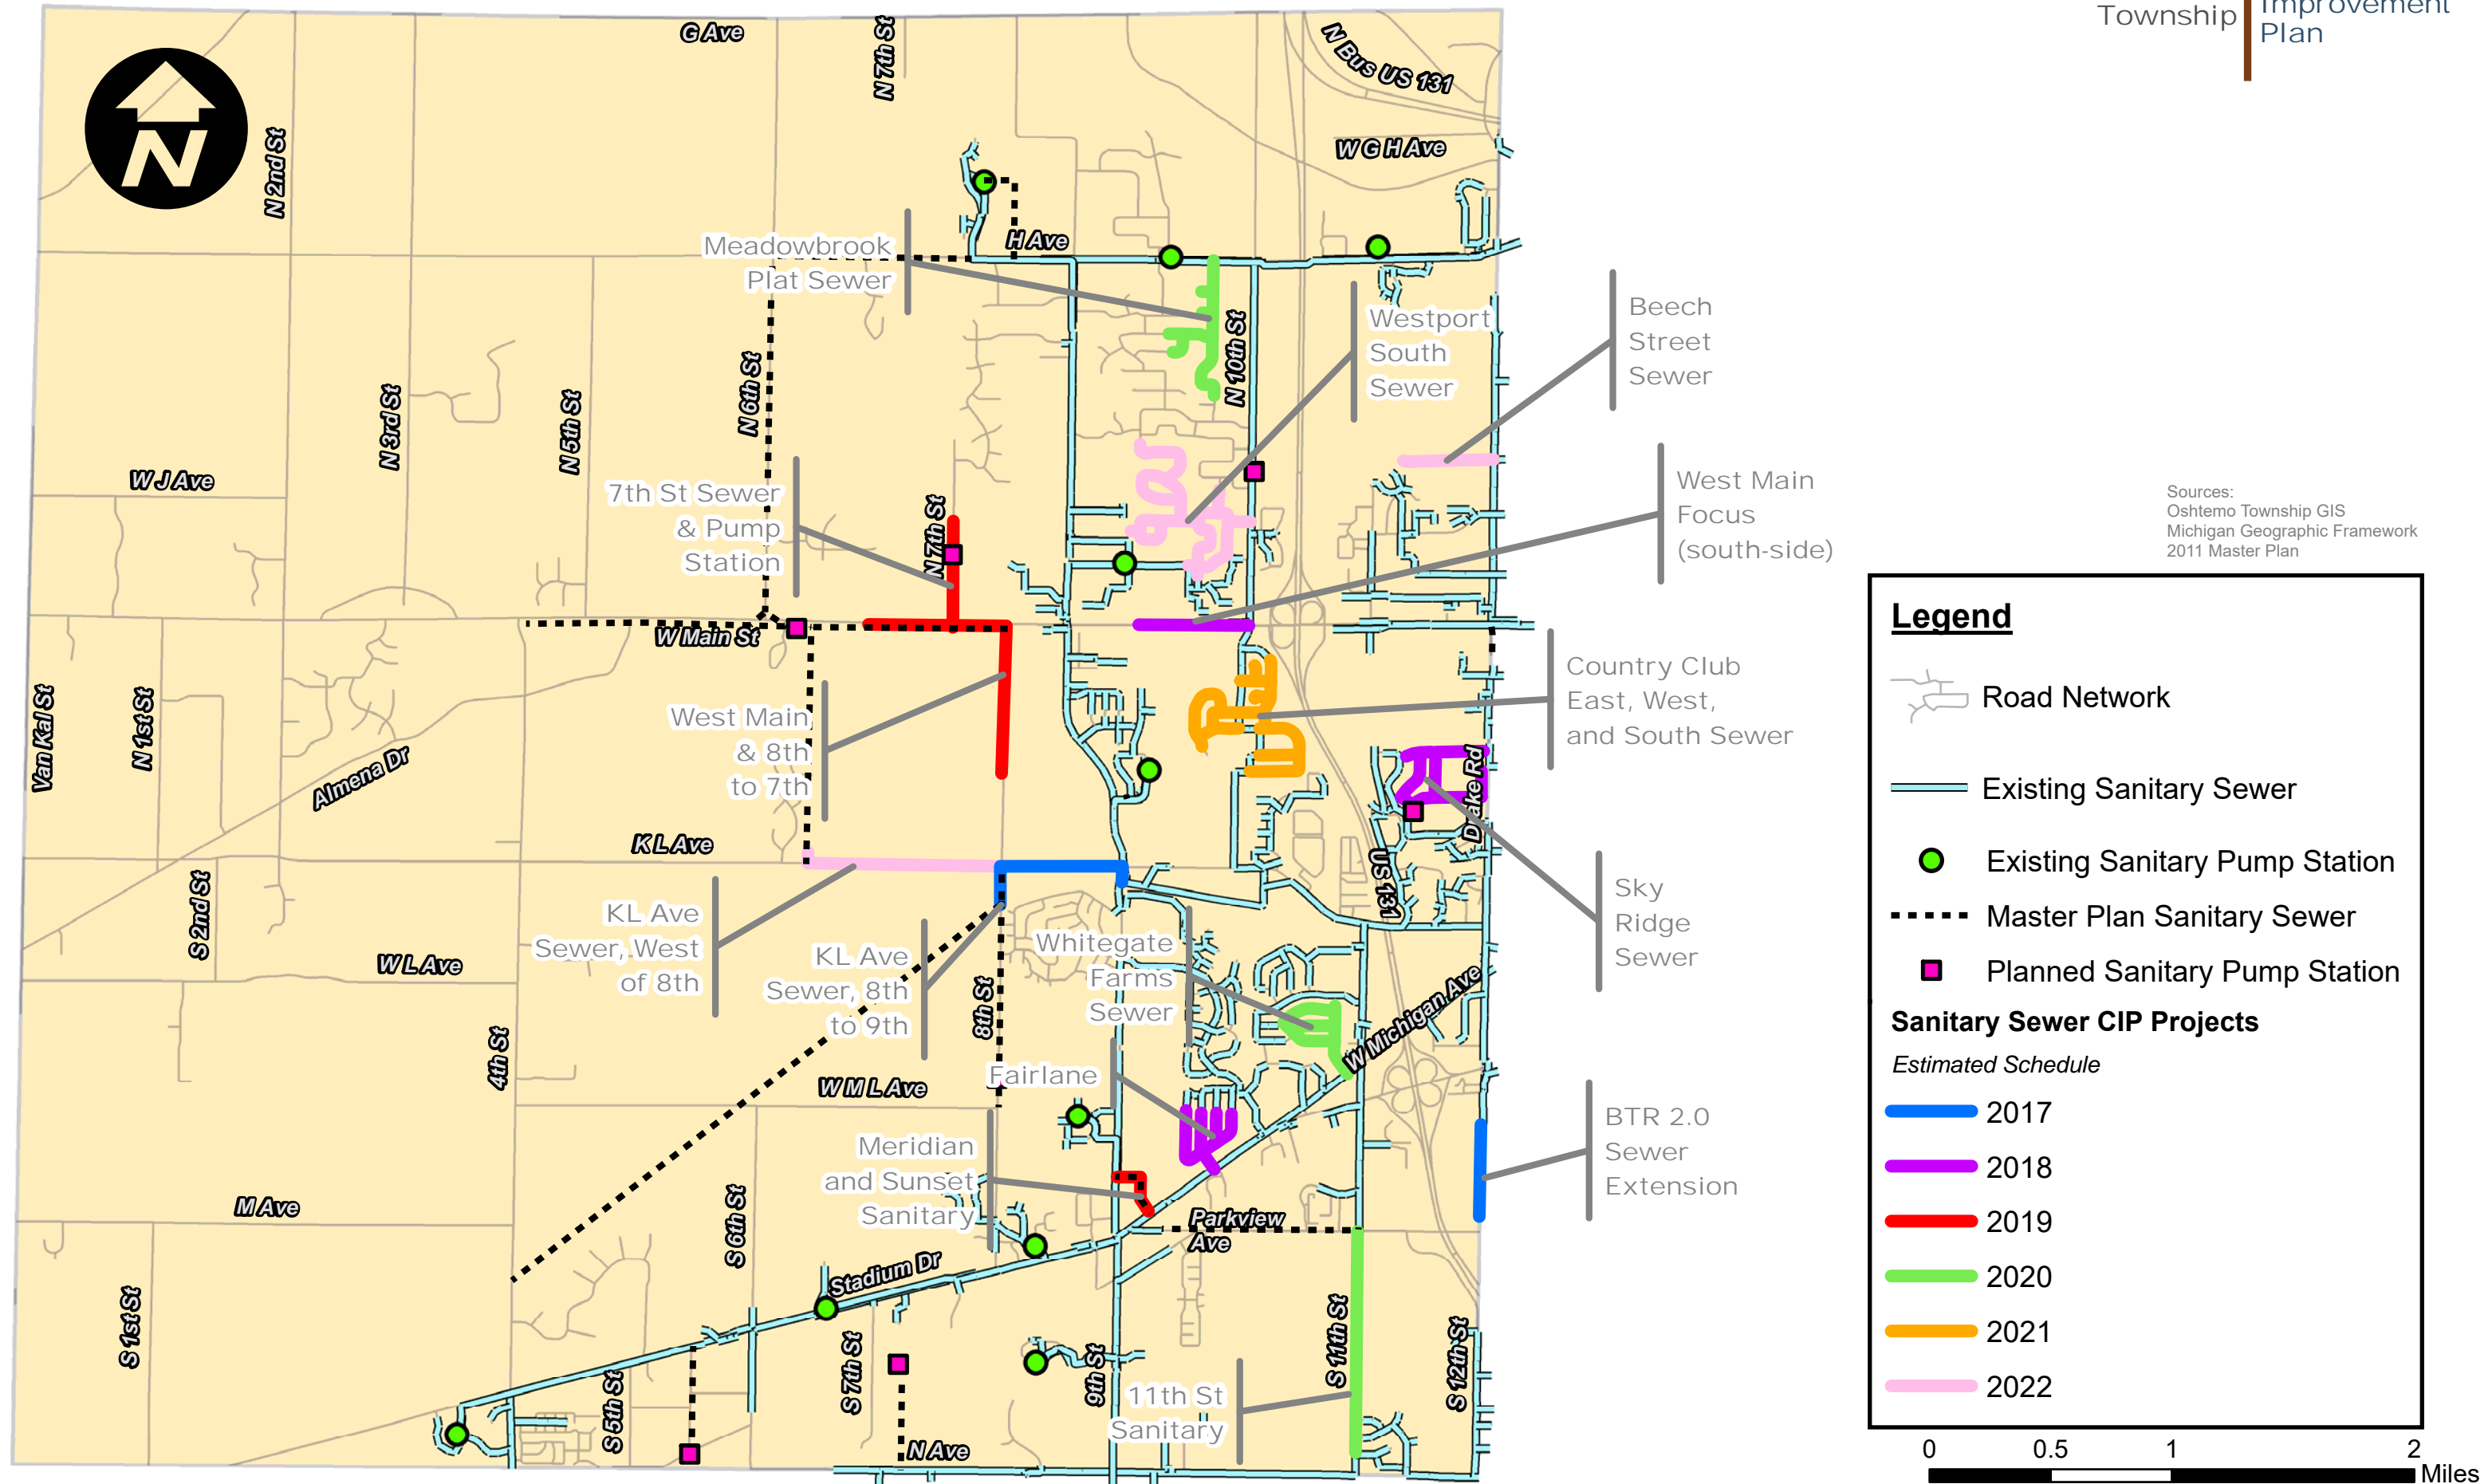 Township
Improvement
Plan
G Ave
N 7th St
N Bus US 131
N
N 2nd St
W G H Ave
H Ave
Meadowbrook
Plat Sewer
Westport
South
Sewer
Beech
Street
Sewer
N 10th St
N 6th St
N 3rd St
N 5th St
W J Ave
7th St Sewer
& Pump
Station
N 7th St
West Main
Focus
(south-side)
Sources:
Oshtemo Township GIS
Michigan Geographic Framework
2011 Master Plan
W Main St
Country Club
East, West,
and South Sewer
Van Kal St
N 1st St
Almena Dr
West Main
& 8th
to 7th
Drake Rd
K L Ave
US 131
S 2nd St
KL Ave
Sewer, West
of 8th
KL Ave
Sewer, 8th
to 9th
Whitegate
Farms
Sewer
Sky
Ridge
Sewer
W L Ave
8th St
W Michigan Ave
4th St
W M L Ave
Fairlane
Meridian
and Sunset
Sanitary
BTR 2.0
Sewer
Extension
M Ave
S 6th St
Parkview
Ave
Stadium Dr
S 1st St
S 5th St
S 7th St
9th St
S 11th St
S 12th St
11th St
Sanitary
N Ave
Legend
Road Network
Existing Sanitary Sewer
Existing Sanitary Pump Station
Master Plan Sanitary Sewer
Planned Sanitary Pump Station
Sanitary Sewer CIP Projects
Estimated Schedule
2017
2018
2019
2020
2021
2022
0 0.5 1 2
Miles